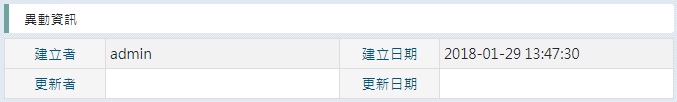 異動資訊
建立者 admin 建立日期 2018-01-29 13:47:30
更新者 更新日期